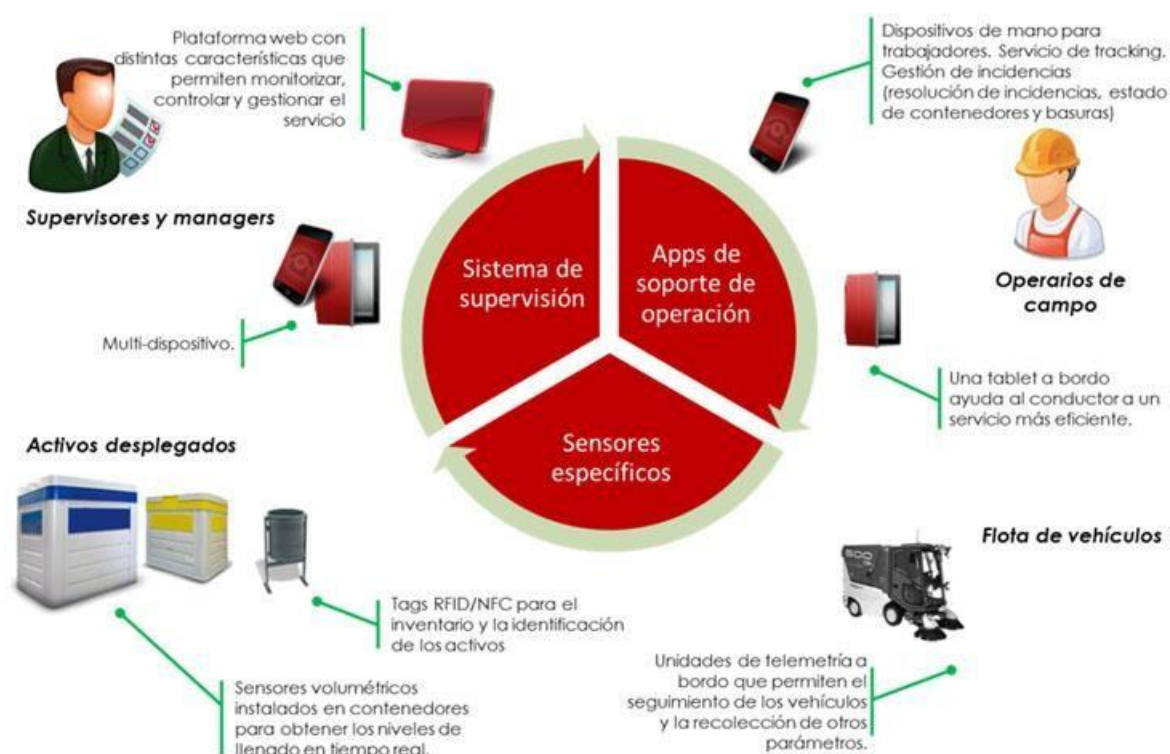 Plataforma web con
distintas características que
permiten monitorizar,
controlar y gestionar el
servicio
Supervisores y managers
Multi-dispositivo.
Dispositivos de mano para
trabajadores. Servicio de tracking.
Gestión de incidencias
(resolución de incidencias, estado
de contenedores y basuras)
Operarios de
campo
Una tablet a bordo
ayuda al conductor a un
servicio más eficiente.
Sistema de
supervisión
Apps de
soporte de
operación
Sensores
específicos
Activos desplegados
Tags RFID/NFC para el
inventario y la identificación
de los activos
Sensores volumétricos
instalados en contenedores
para obtener los niveles de
llenado en tiempo real.
Flota de vehículos
Unidades de telemetría a
bordo que permiten el
seguimiento de los vehículos
y la recolección de otros
parámetros.